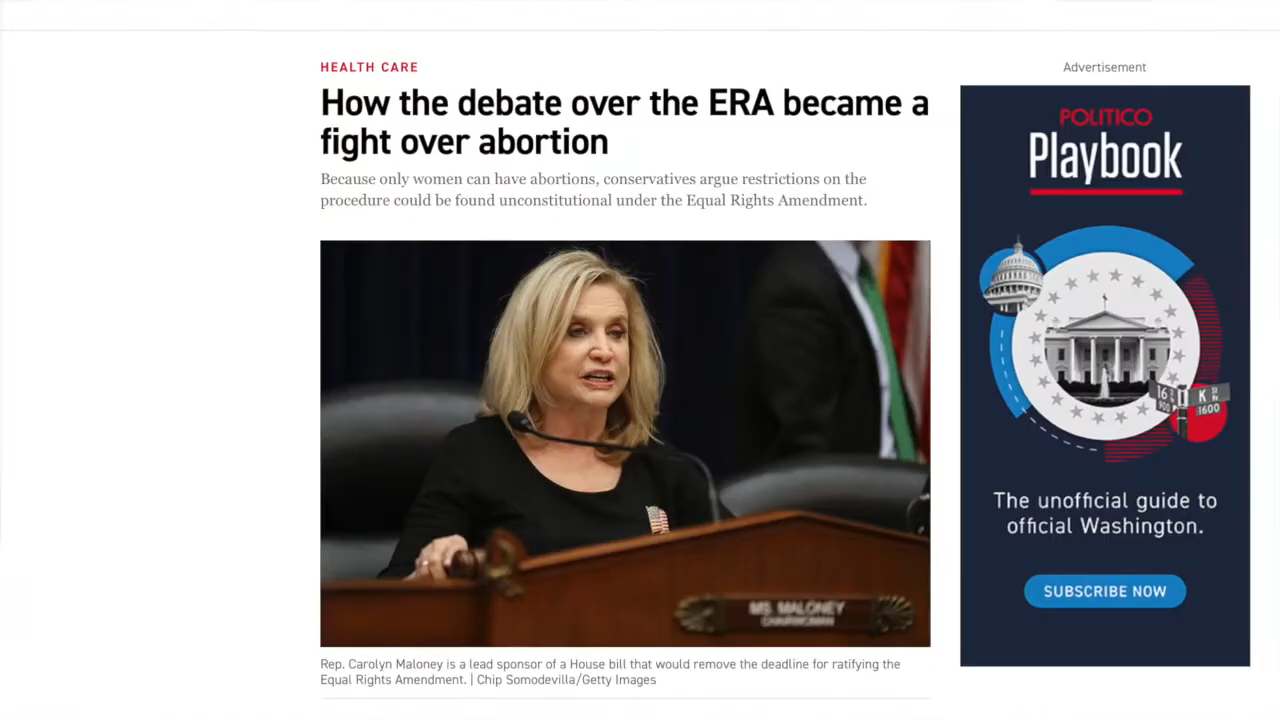 HEALTH CARE
How the debate over the ERA became a
fight over abortion
Because only women can have abortions, conservatives argue restrictions on the
procedure could be found unconstitutional under the Equal Rights Amendment.
MS. MALONEY
CHAIRWOMAN
Rep. Carolyn Maloney is a lead sponsor of a House bill that would remove the deadline for ratifying the
Equal Rights Amendment. | Chip Somodevilla/Getty Images
Advertisement
POLITICO
Playbook
16
900
K
1600
The unofficial guide to
official Washington.
SUBSCRIBE NOW